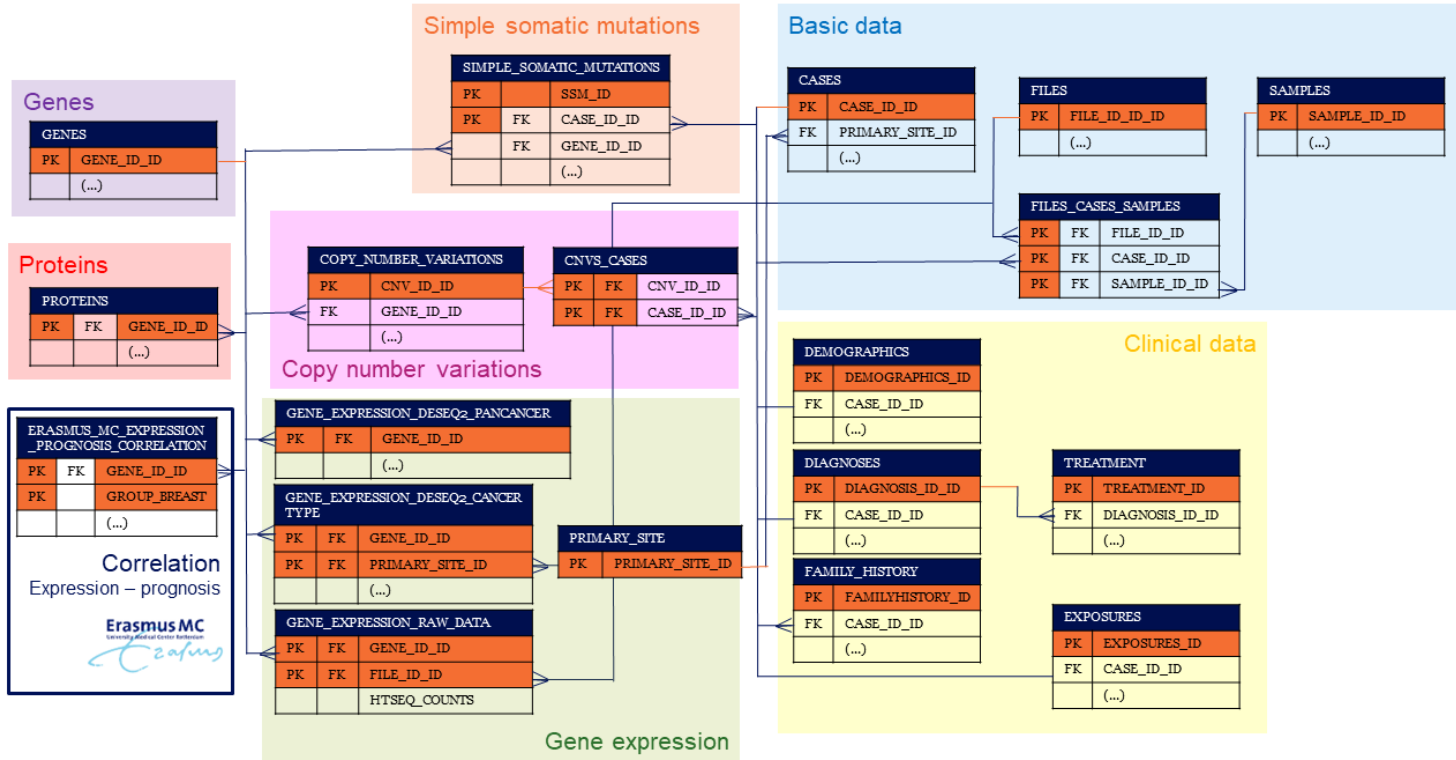 Simple somatic mutations
SIMPLE_SOMATIC_MUTATIONS
PK SSM_ID
PK FK CASE_ID_ID
FK GENE_ID_ID
(...)
Basic data
CASES
PK CASE_ID_ID
FK PRIMARY_SITE_ID
(...)
FILES
PK FILE_ID_ID_ID
(...)
SAMPLES
PK SAMPLE_ID_ID
(...)
FILES_CASES_SAMPLES
PK FK FILE_ID_ID
PK FK CASE_ID_ID
PK FK SAMPLE_ID_ID
Genes
GENES
PK GENE_ID_ID
(...)
Proteins
PROTEINS
PK FK GENE_ID_ID
(...)
COPY_NUMBER_VARIATIONS
PK CNV_ID_ID
FK GENE_ID_ID
(...)
CNVS_CASES
PK FK CNV_ID_ID
PK FK CASE_ID_ID
Copy number variations
ERASMUS_MC_EXPRESSION
_PROGNOSIS_CORRELATION
PK FK GENE_ID_ID
PK GROUP_BREAST
(...)
Correlation
Expression – prognosis
Erasmus MC
University Medical Center Rotterdam
Erasmus
GENE_EXPRESSION_DESEQ2_PANCANCER
PK FK GENE_ID_ID
(...)
GENE_EXPRESSION_DESEQ2_CANCER
TYPE
PK FK GENE_ID_ID
PK FK PRIMARY_SITE_ID
(...)
GENE_EXPRESSION_RAW_DATA
PK FK GENE_ID_ID
PK FK FILE_ID_ID
HTSEQ_COUNTS
PRIMARY_SITE
PK PRIMARY_SITE_ID
Gene expression
Clinical data
DEMOGRAPHICS
PK DEMOGRAPHICS_ID
FK CASE_ID_ID
(...)
DIAGNOSES
PK DIAGNOSIS_ID_ID
FK CASE_ID_ID
(...)
TREATMENT
PK TREATMENT_ID
FK DIAGNOSIS_ID_ID
(...)
FAMILY_HISTORY
PK FAMILYHISTORY_ID
FK CASE_ID_ID
(...)
EXPOSURES
PK EXPOSURES_ID
FK CASE_ID_ID
(...)